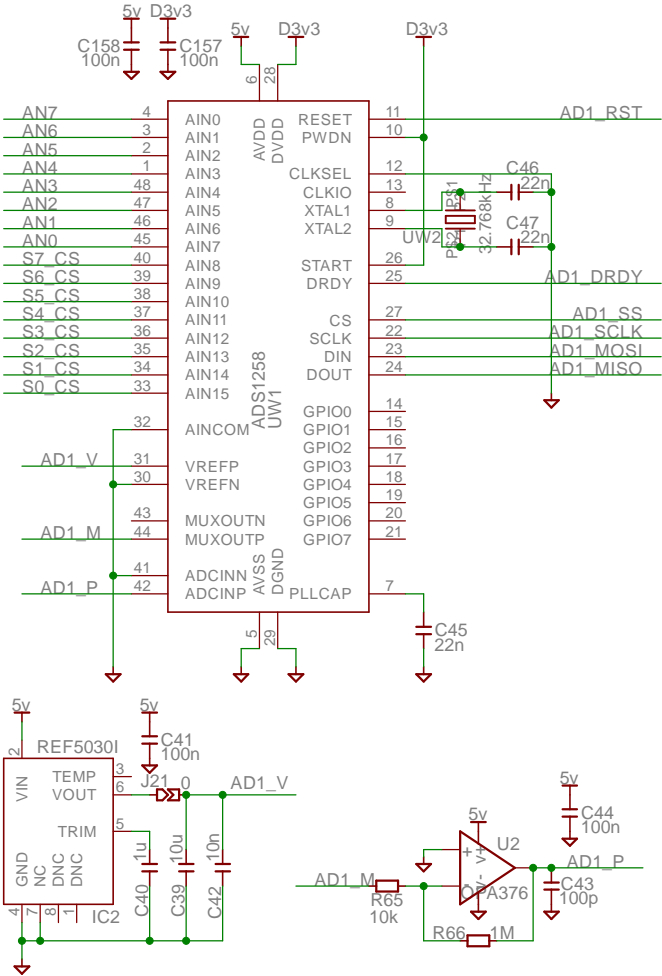 5v D3v3
C158 C157
100n 100n
5v D3v3 D3v3
6 28
AVDD DVDD
AN7 4 AIN0 RESET 11 AD1_RST
AN6 3 AIN1 PWDN 10
AN5 2 AIN2
AN4 1 AIN3 CLKSEL 12 C46
AN3 48 AIN4 CLKIO 13 22n
AN2 47 AIN5 XTAL1 8
AN1 46 AIN6 XTAL2 9 C47
AN0 45 AIN7 22n
UW2 32.768kHz
S7_CS 40 AIN8 START 26
S6_CS 39 AIN9 DRDY 25 AD1_DRDY
S5_CS 38 AIN10
S4_CS 37 AIN11 CS 27 AD1_SS
S3_CS 36 AIN12 SCLK 22 AD1_SCLK
S2_CS 35 AIN13 DIN 23 AD1_MOSI
S1_CS 34 AIN14 DOUT 24 AD1_MISO
S0_CS 33 AIN15
ADS1258
UW1
GPIO0 14
32 AINCOM GPIO1 15
GPIO2 16
AD1_V 31 VREFP GPIO3 17
30 VREFN GPIO4 18
GPIO5 19
43 MUXOUTN GPIO6 20
AD1_M 44 MUXOUTP GPIO7 21
41 ADCINN
AD1_P 42 ADCINP PLLCAP 7
AVSS DGND
5 29
C45
22n
5v
2
REF5030I
C41
100n
VIN TEMP 3
VOUT 6 J21 0 AD1_V
TRIM 5
1u 10u 10n
C40 C39 C42
GND NC DNC DNC
4 7 8 1
IC2
5v
C44
100n
5v
U2
+ V+
- V-
OPA376
AD1_M R65
10k
AD1_P
C43
100p
R66 1M